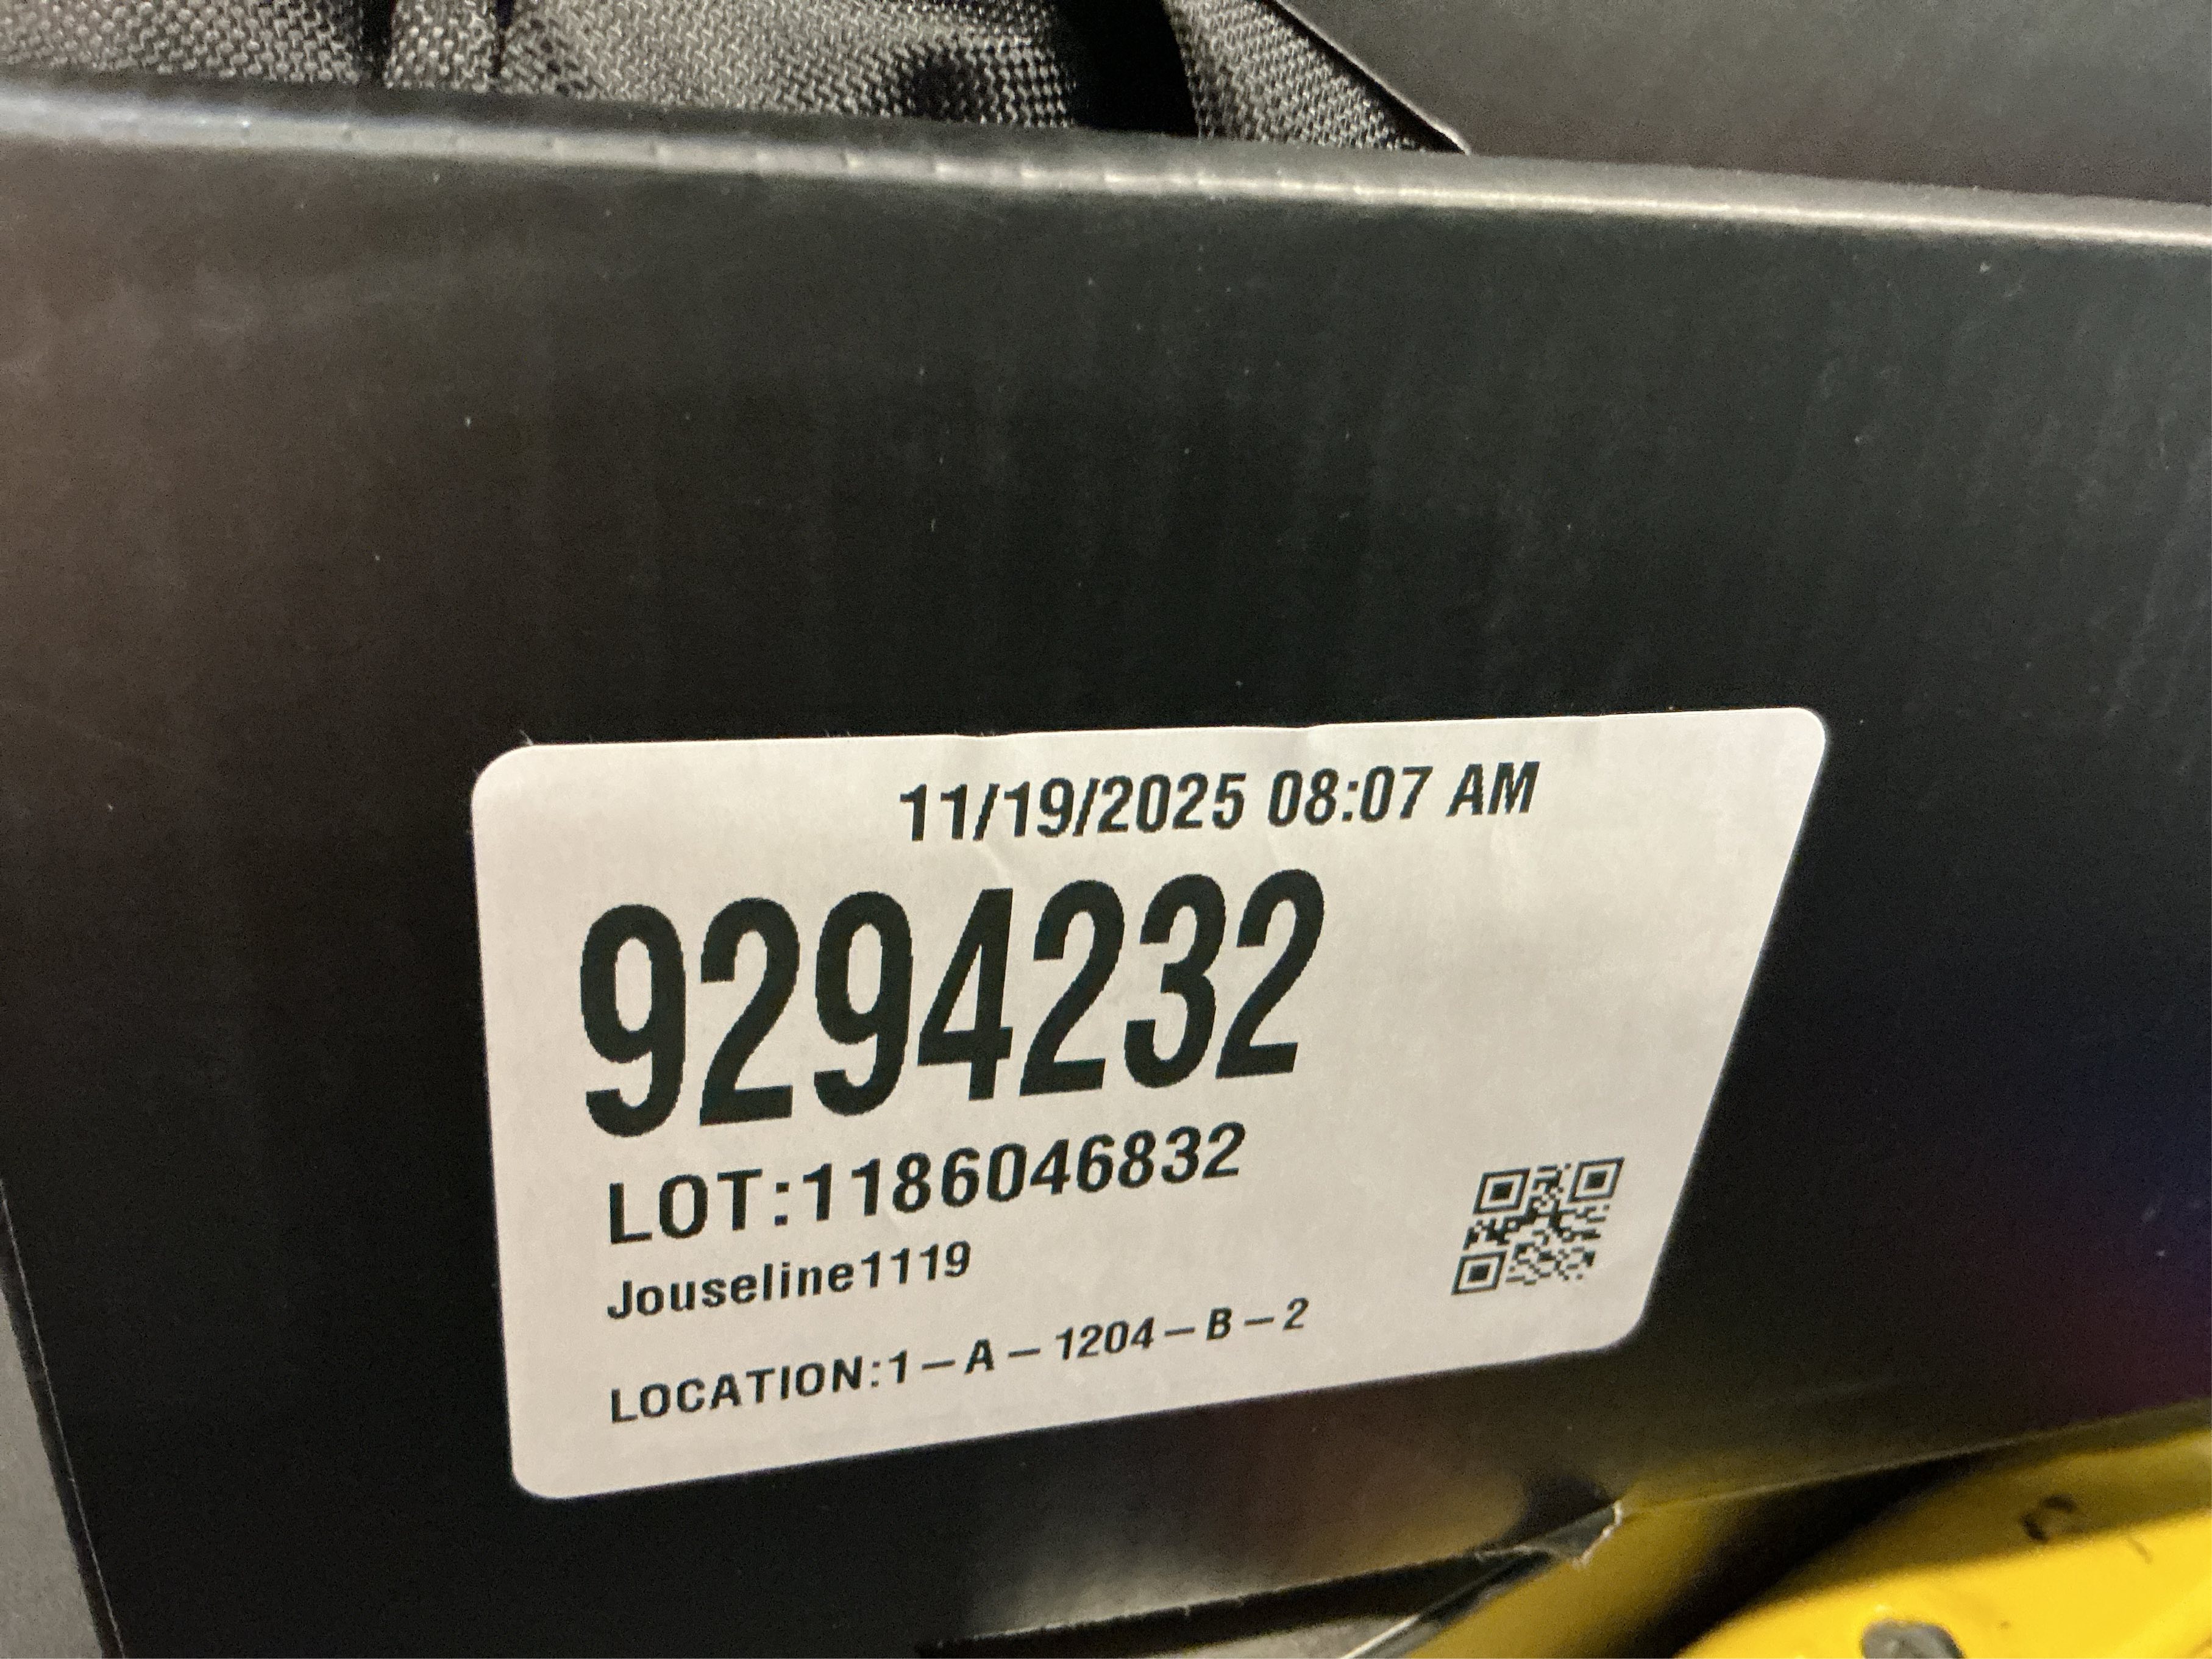 11/19/2025 08:07 AM
9294232
LOT:1186046832
Jouseline1119
LOCATION:1-A-1204-B-2